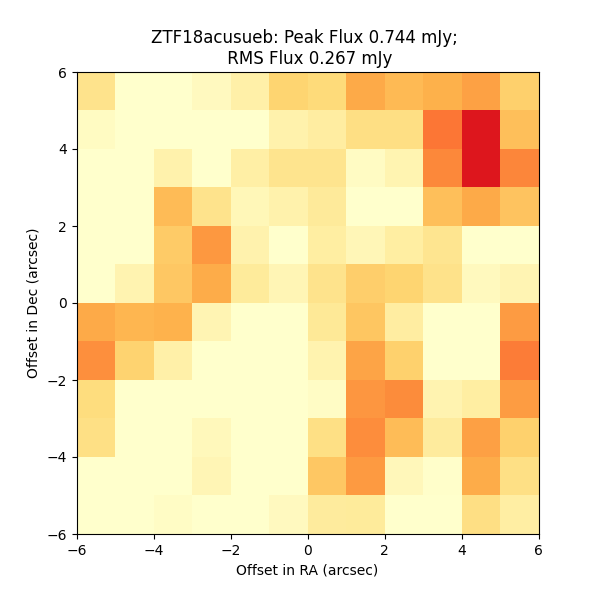 ZTF18acusueb: Peak Flux 0.744 mJy;
RMS Flux 0.267 mJy
6
4
2
0
−2
−4
−6
Offset in Dec (arcsec)
−6 −4 −2 0 2 4 6
Offset in RA (arcsec)